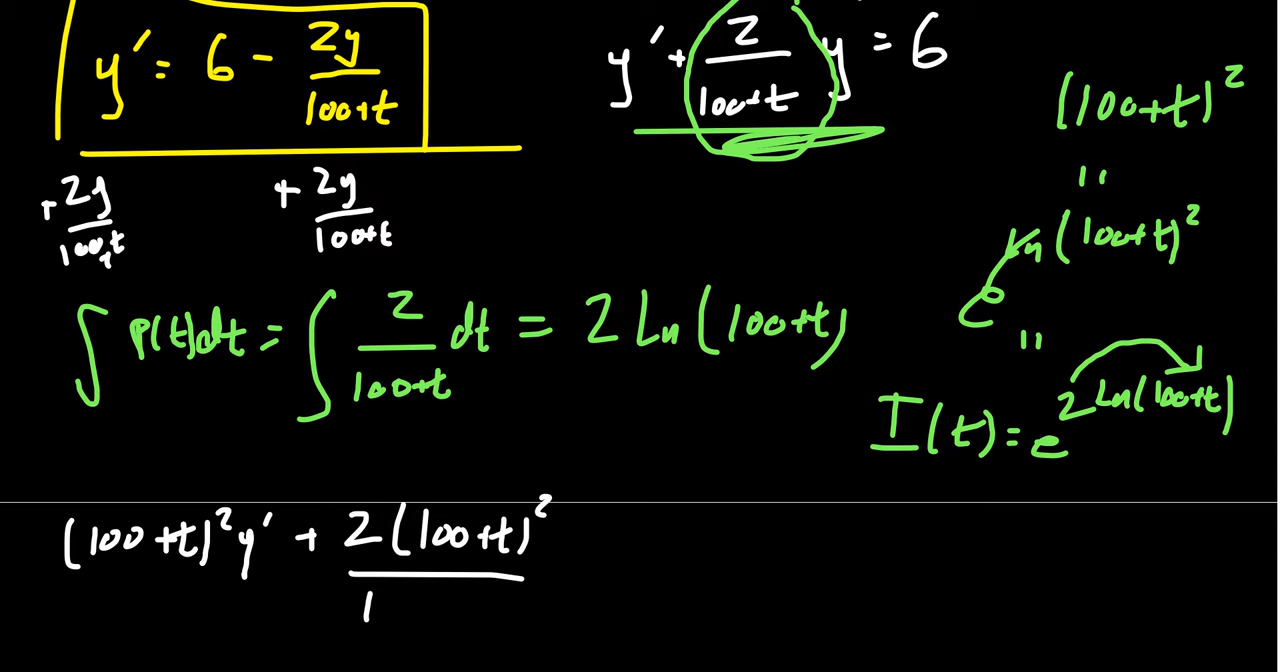 y' = 6 - 2y/(100+t)
y' + 2/(100+t) y = 6
+ 2y/(100+t) + 2y/(100+t)
(100+t)^2
"
e^(Ln(100+t)^2)
"
∫ P(t)dt = ∫ 2/(100+t) dt = 2 Ln(100+t)
I(t) = e^(2 Ln(100+t))
(100+t)^2 y' + 2(100+t)^2/1